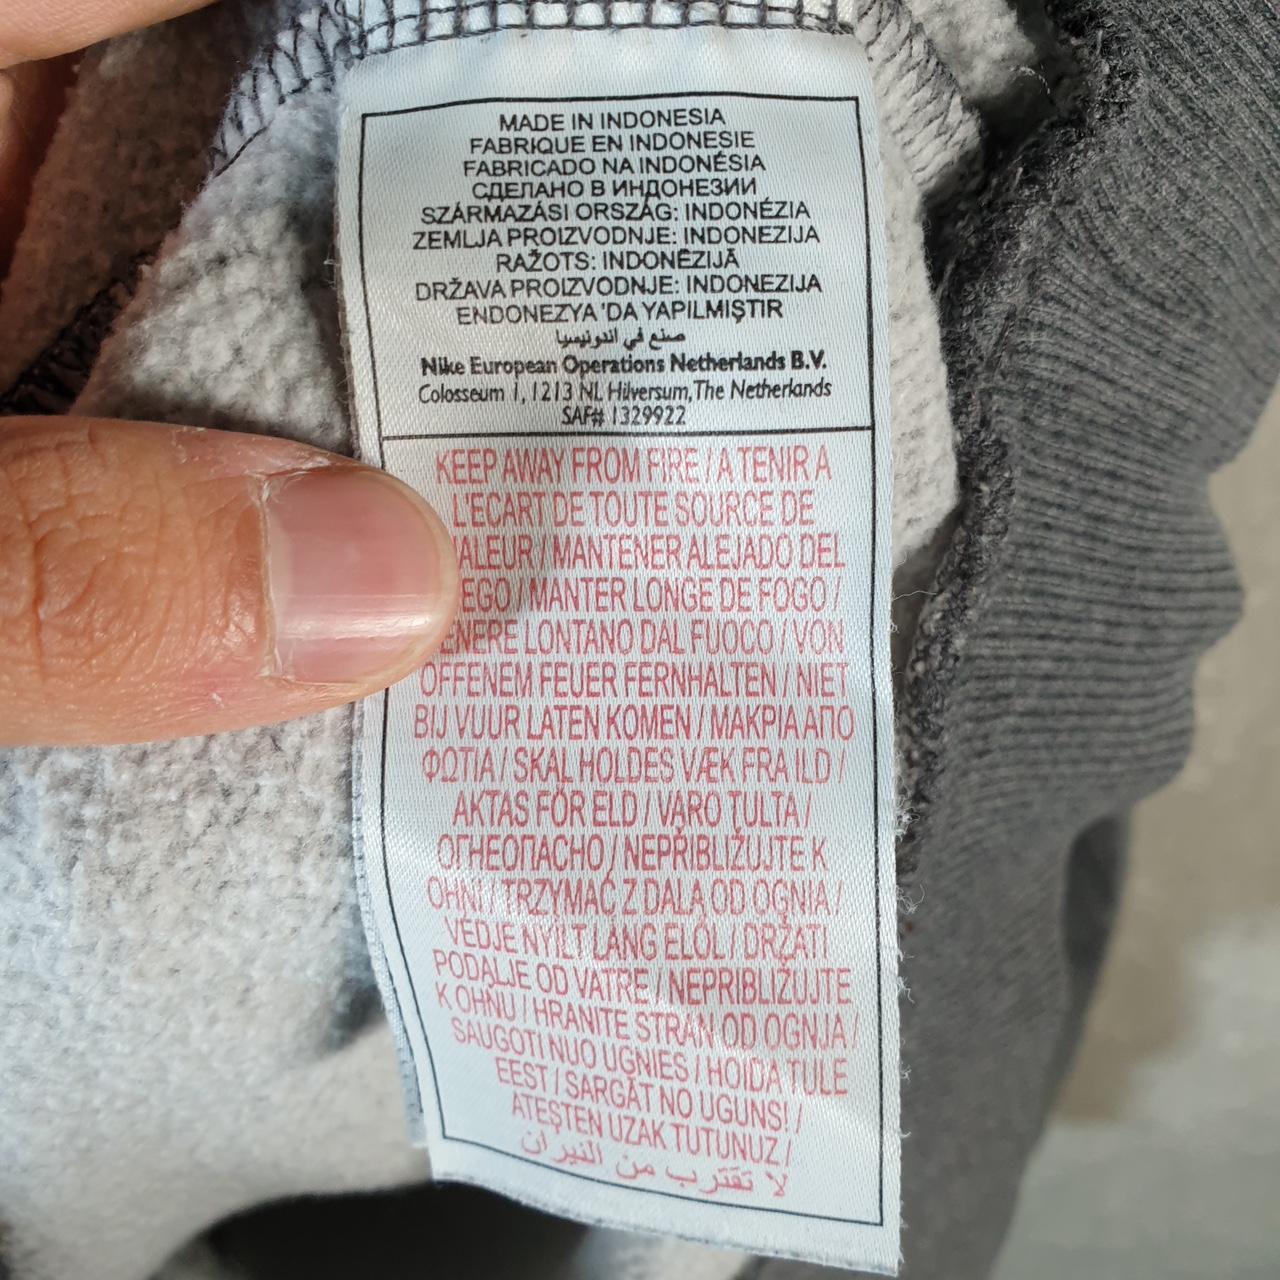 MADE IN INDONESIA
FABRIQUE EN INDONESIE
FABRICADO NA INDONÉSIA
СДЕЛАНО В ИНДОНЕЗИИ
SZÁRMAZÁSI ORSZÁG: INDONÉZIA
ZEMLJA PROIZVODNJE: INDONEZIJA
RAŽOTS: INDONĒZIJĀ
DRŽAVA PROIZVODNJE: INDONEZIJA
ENDONEZYA 'DA YAPILMIŞTIR
صنع في اندونيسيا
Nike European Operations Netherlands B.V.
Colosseum 1, 1213 NL Hilversum, The Netherlands
SAF# 1329922
KEEP AWAY FROM FIRE / A TENIR A
L'ECART DE TOUTE SOURCE DE
ALEUR / MANTENER ALEJADO DEL
EGO / MANTER LONGE DE FOGO /
ENERE LONTANO DAL FUOCO / VON
OFFENEM FEUER FERNHALTEN / NIET
BIJ VUUR LATEN KOMEN / ΜΑΚΡΙΑ ΑΠΟ
ΦΩΤΙΑ / SKAL HOLDES VÆK FRA ILD /
AKTAS FÖR ELD / VARO TULTA /
ОГНЕОПАСНО / NEPŘIBLIŽUJTE K
OHNI / TRZYMAĆ Z DALA OD OGNIA /
VÉDJE NYÍLT LÁNG ELŐL / DRŽATI
PODALJE OD VATRE / NEPRIBLIŽUJTE
K OHNU / HRANITE STRAN OD OGNJA /
SAUGOTI NUO UGNIES / HOIDA TULE
EEST / SARGĀT NO UGUNS! /
ATEŞTEN UZAK TUTUNUZ /
لا تقترب من النيران